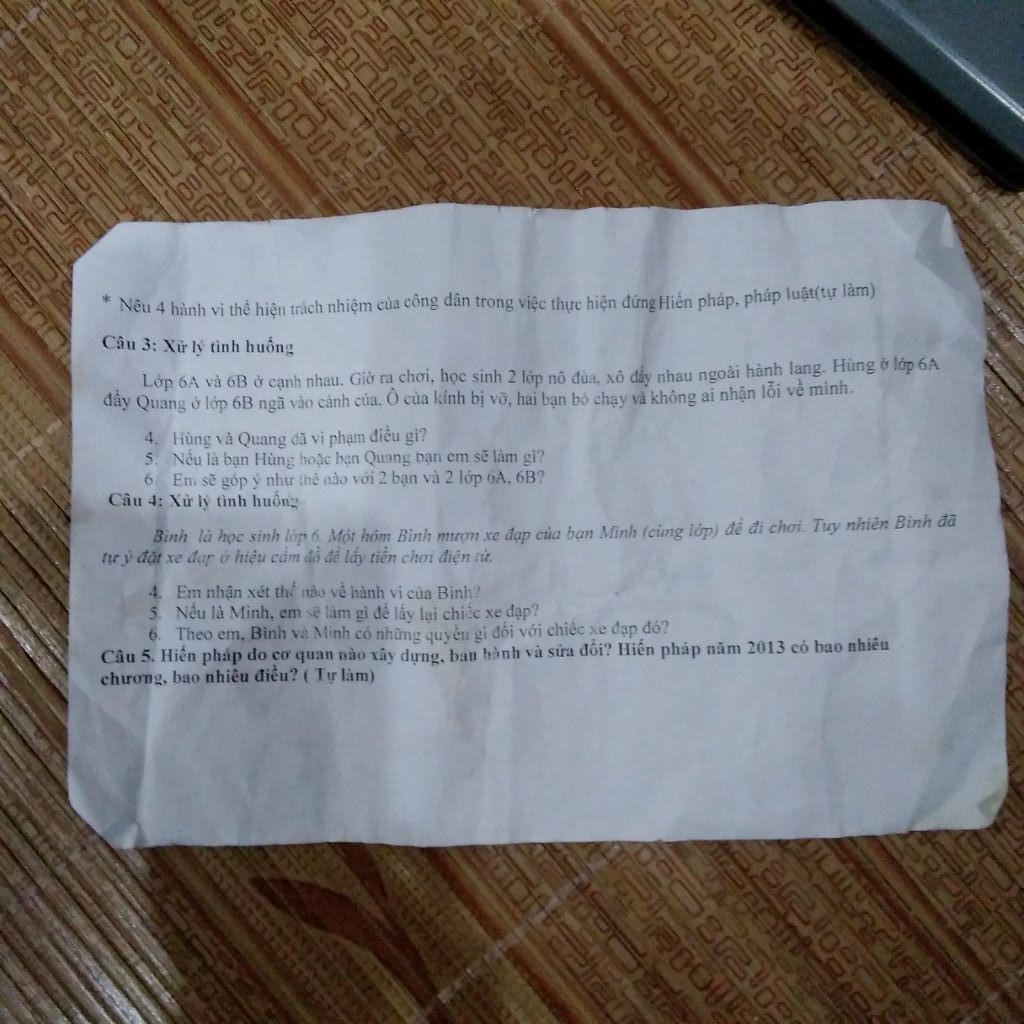 * Nêu 4 hành vi thể hiện trách nhiệm của công dân trong việc thực hiện đứng Hiến pháp, pháp luật(tự làm)
Câu 3: Xử lý tình huống
Lớp 6A và 6B ở cạnh nhau. Giờ ra chơi, học sinh 2 lớp nô đùa, xô đẩy nhau ngoài hành lang. Hùng ở lớp 6A
đẩy Quang ở lớp 6B ngã vào cánh của. Ô của kính bị vỡ, hai bạn bỏ chạy và không ai nhận lỗi về mình.
4. Hùng và Quang đã vi phạm điều gì?
5. Nếu là bạn Hùng hoặc bạn Quang bạn em sẽ làm gì?
6. Em sẽ góp ý như thế nào với 2 bạn và 2 lớp 6A, 6B?
Câu 4: Xử lý tình huống
Bình là học sinh lớp 6. Một hôm Bình mượn xe đạp của bạn Minh (cùng lớp) để đi chơi. Tuy nhiên Bình đã
tự ý đặt xe đạp ở hiệu cầm đồ để lấy tiền chơi điện tử.
4. Em nhận xét thế nào về hành vi của Bình?
5. Nếu là Minh, em sẽ làm gì để lấy lại chiếc xe đạp?
6. Theo em, Bình và Minh có những quyền gì đối với chiếc xe đạp đó?
Câu 5. Hiến pháp do cơ quan nào xây dựng, ban hành và sửa đổi? Hiến pháp năm 2013 có bao nhiêu
chương, bao nhiêu điều? ( Tự làm)